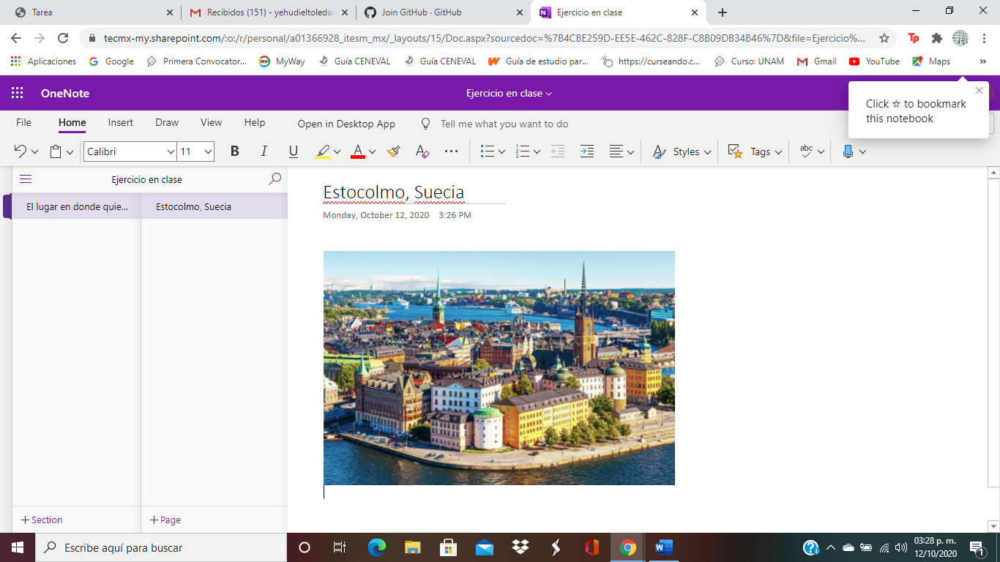 Tarea
Recibidos (151) - yehudieltoledar
Join GitHub · GitHub
Ejercicio en clase
tecmx-my.sharepoint.com/:o:/r/personal/a01366928_itesm_mx/_layouts/15/Doc.aspx?sourcedoc=%7B4CBE259D-EE5E-462C-828F-C8B09DB34B46%7D&file=Ejercicio%...
Aplicaciones
Google
Primera Convocator...
MyWay
Guía CENEVAL
Guía CENEVAL
Guía de estudio par...
https://curseando.c...
Curso: UNAM
Gmail
YouTube
Maps
»
OneNote
Ejercicio en clase
Click ☆ to bookmark
this notebook
File
Home
Insert
Draw
View
Help
Open in Desktop App
Tell me what you want to do
Calibri
11
B
I
U
A
A
Styles
Tags
abc
Ejercicio en clase
El lugar en donde quie...
Estocolmo, Suecia
Estocolmo, Suecia
Monday, October 12, 2020 3:26 PM
+ Section
+ Page
Escribe aquí para buscar
03:28 p. m.
12/10/2020
1